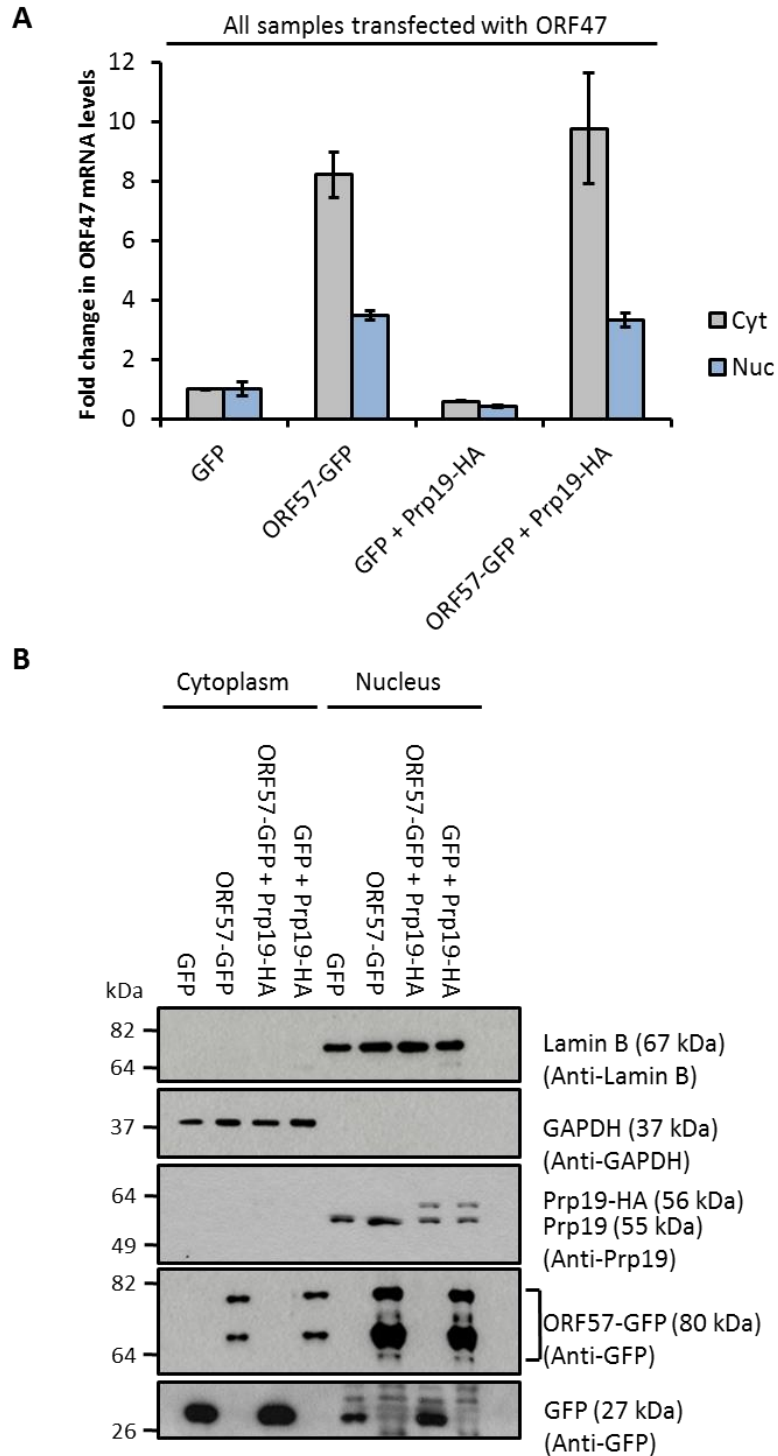 A
All samples transfected with ORF47
Fold change in ORF47 mRNA levels
12
10
8
6
4
2
0
Cyt
Nuc
GFP
ORF57-GFP
GFP + Prp19-HA
ORF57-GFP + Prp19-HA
B
Cytoplasm
Nucleus
GFP
ORF57-GFP
ORF57-GFP + Prp19-HA
GFP + Prp19-HA
GFP
ORF57-GFP
ORF57-GFP + Prp19-HA
GFP + Prp19-HA
kDa
82
64
Lamin B (67 kDa)
(Anti-Lamin B)
37
GAPDH (37 kDa)
(Anti-GAPDH)
64
49
Prp19-HA (56 kDa)
Prp19 (55 kDa)
(Anti-Prp19)
82
64
ORF57-GFP (80 kDa)
(Anti-GFP)
26
GFP (27 kDa)
(Anti-GFP)